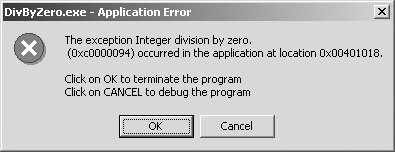 DivByZero.exe - Application Error
The exception Integer division by zero.
(0xc0000094) occurred in the application at location 0x00401018.
Click on OK to terminate the program
Click on CANCEL to debug the program
OK
Cancel